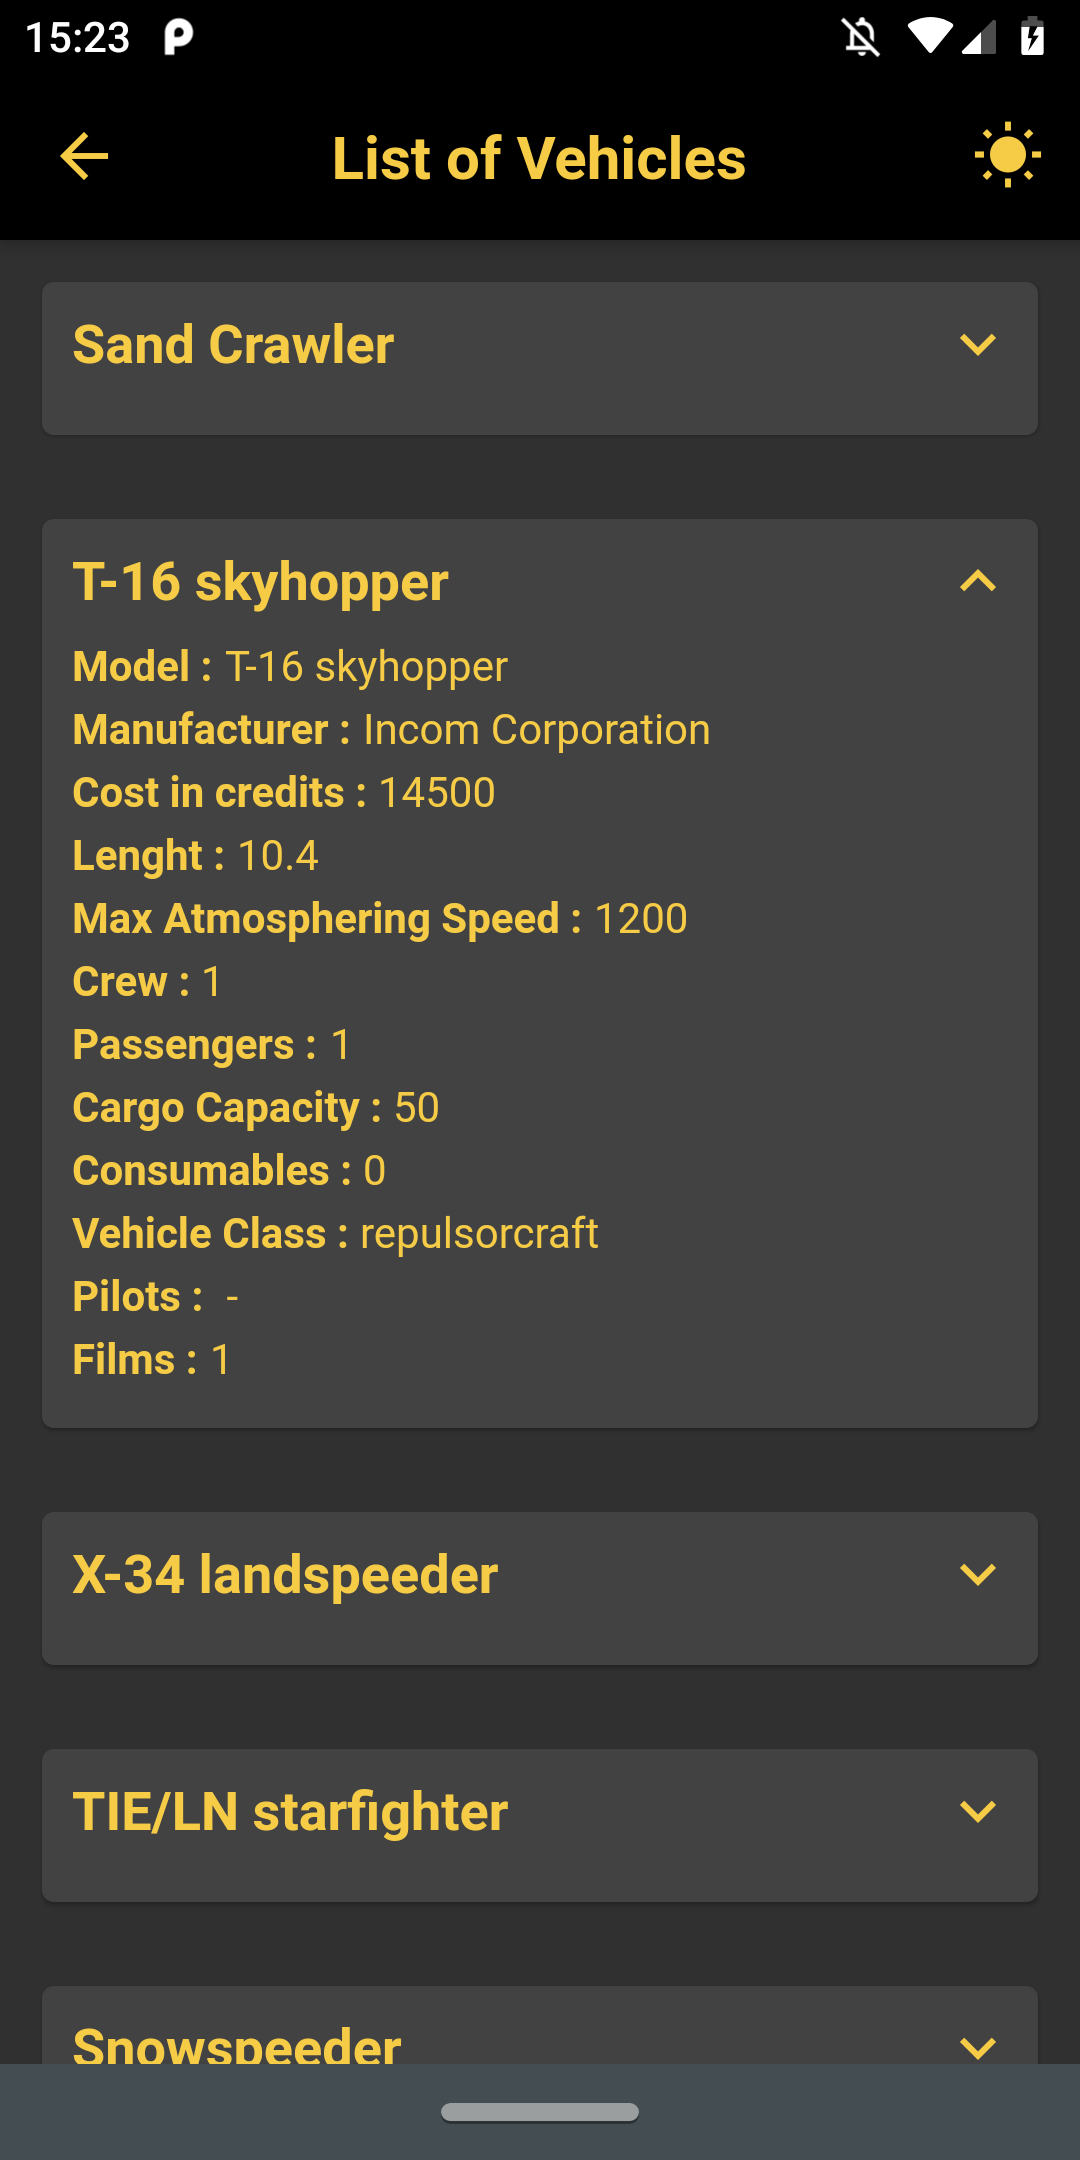 15:23
List of Vehicles
Sand Crawler
T-16 skyhopper
Model : T-16 skyhopper
Manufacturer : Incom Corporation
Cost in credits : 14500
Lenght : 10.4
Max Atmosphering Speed : 1200
Crew : 1
Passengers : 1
Cargo Capacity : 50
Consumables : 0
Vehicle Class : repulsorcraft
Pilots : -
Films : 1
X-34 landspeeder
TIE/LN starfighter
Snowspeeder